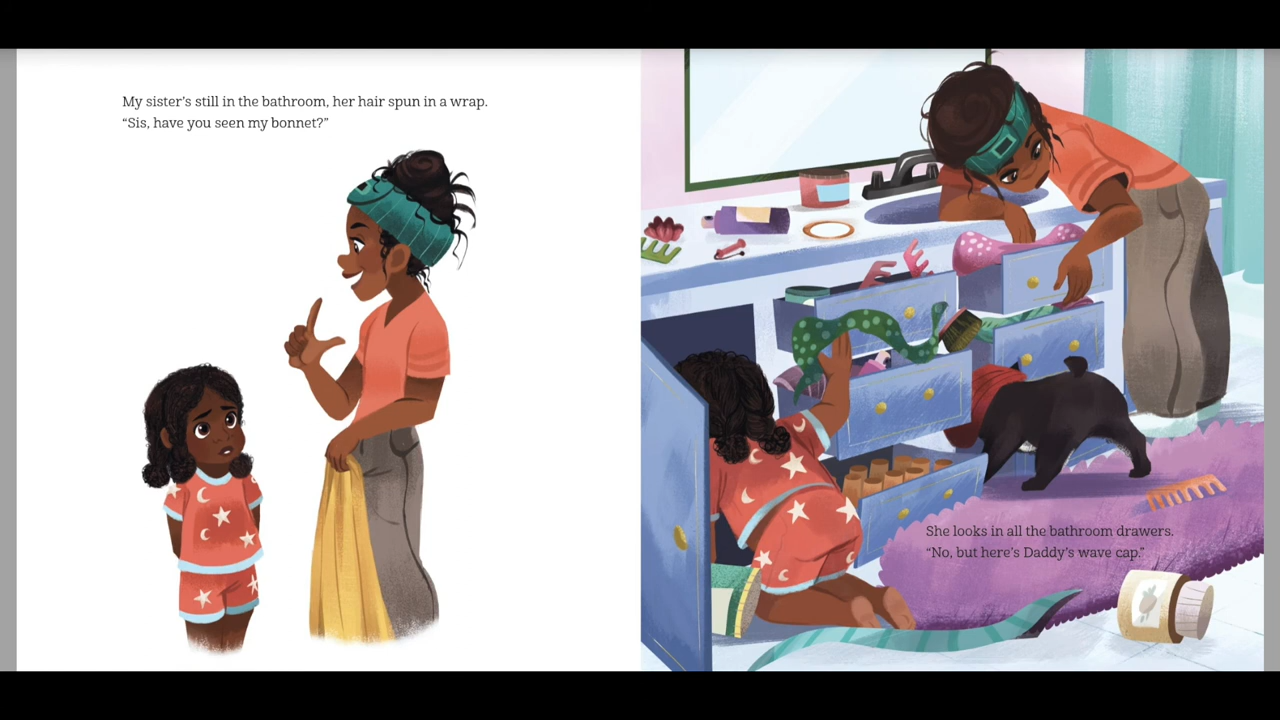 My sister’s still in the bathroom, her hair spun in a wrap.
“Sis, have you seen my bonnet?”
She looks in all the bathroom drawers.
“No, but here’s Daddy’s wave cap.”